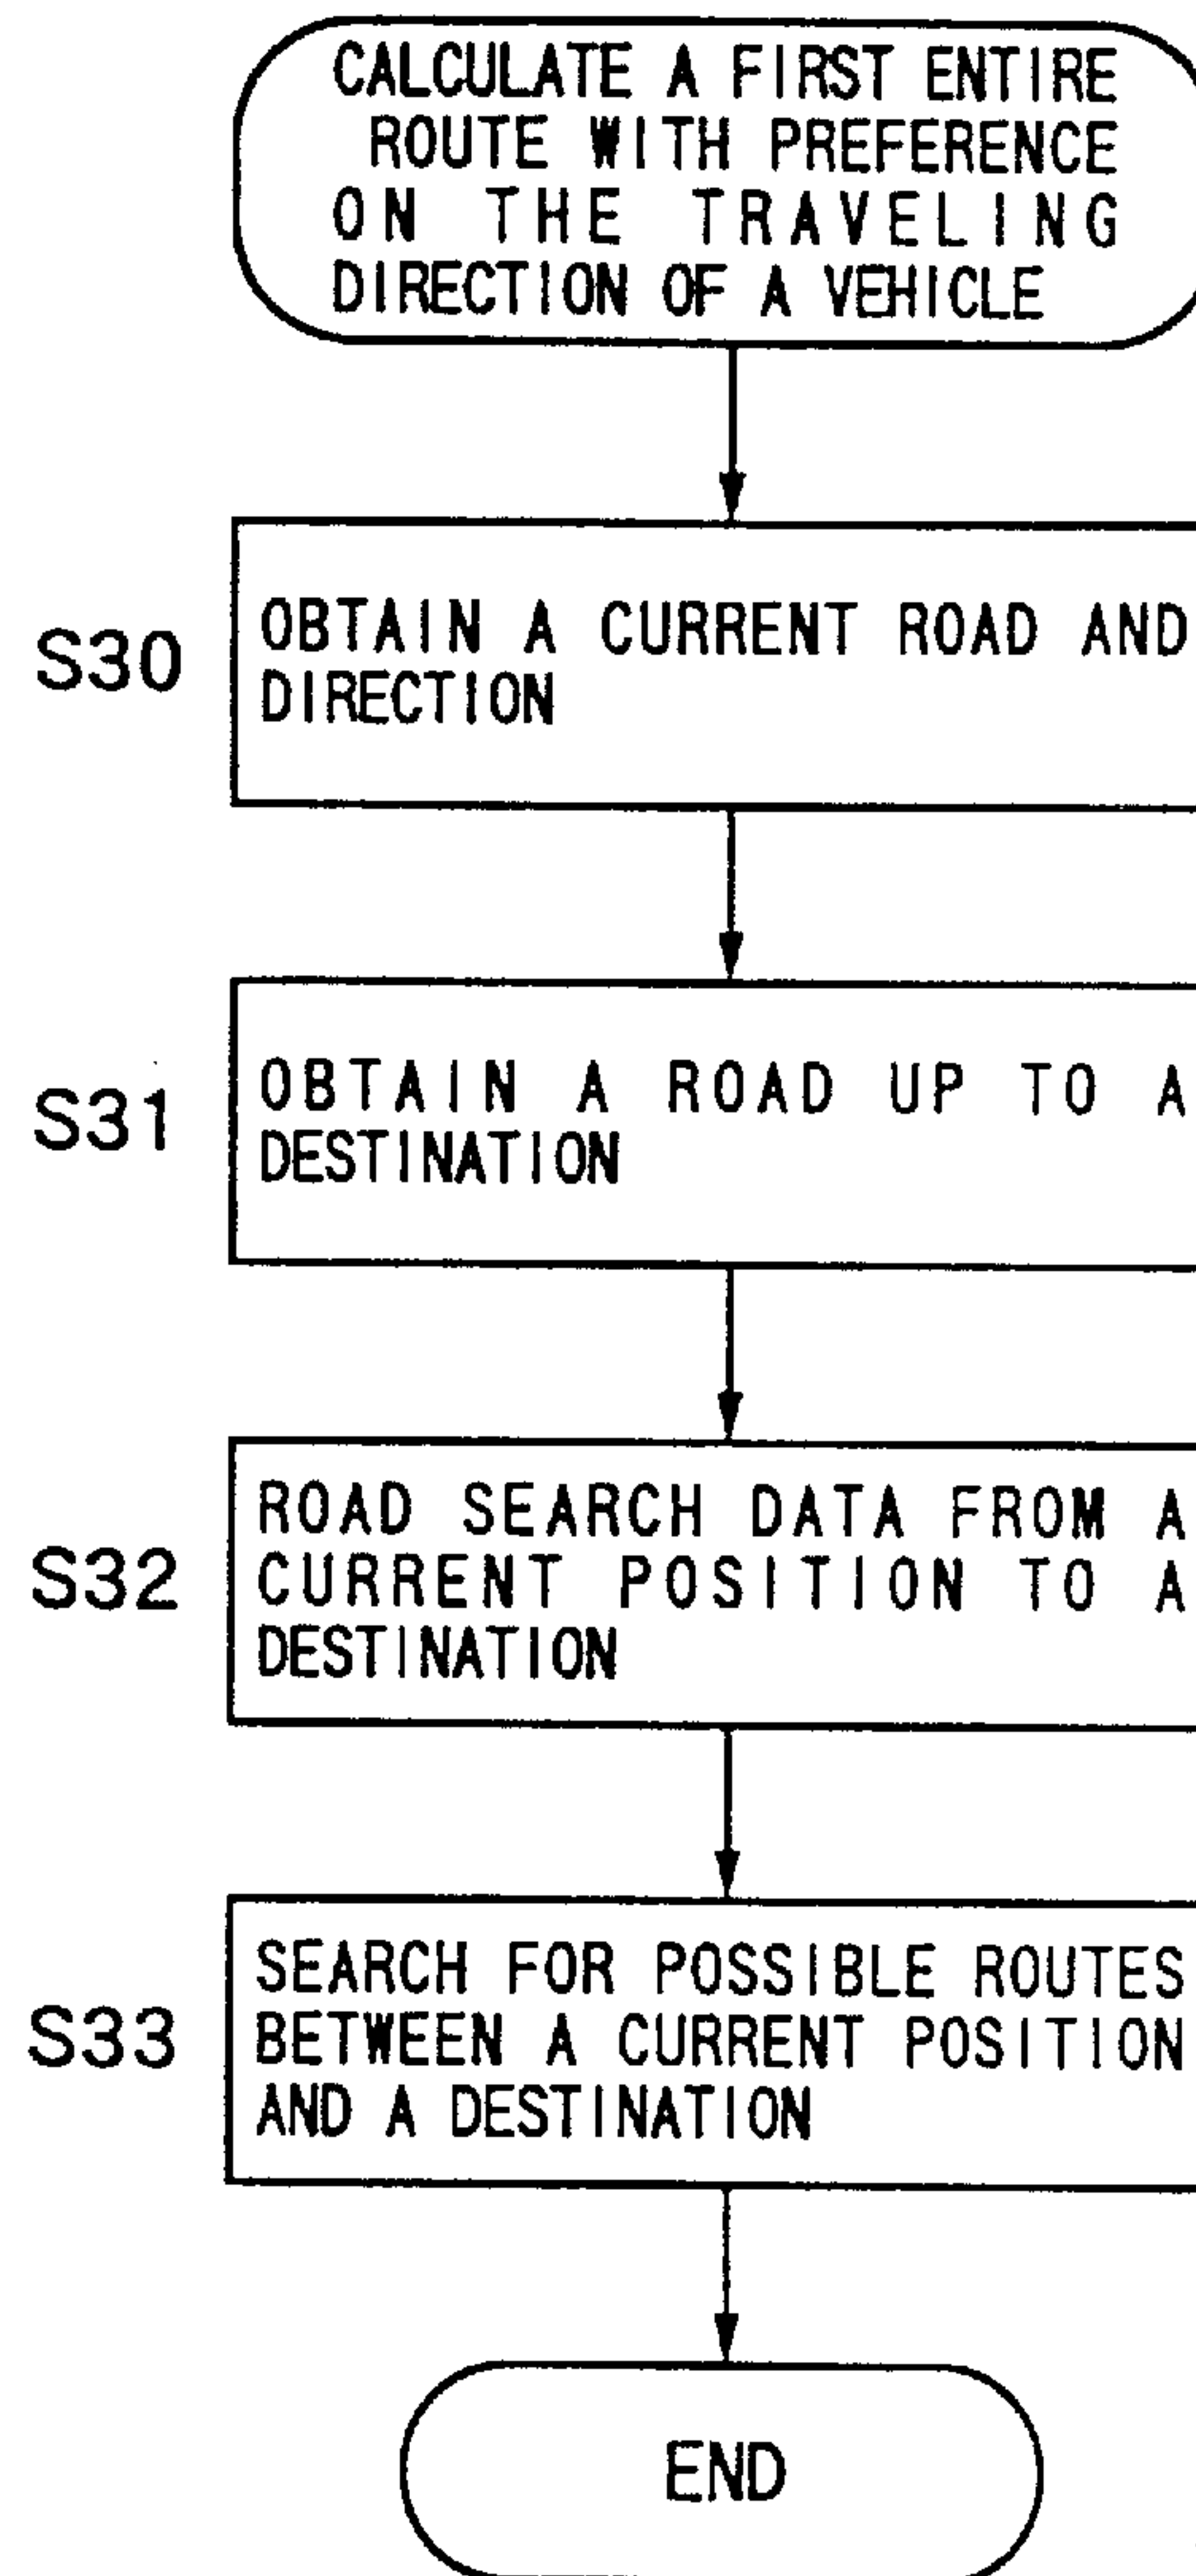 CALCULATE A FIRST ENTIRE
ROUTE WITH PREFERENCE
ON THE TRAVELING
DIRECTION OF A VEHICLE
S30
OBTAIN A CURRENT ROAD AND
DIRECTION
S31
OBTAIN A ROAD UP TO A
DESTINATION
S32
ROAD SEARCH DATA FROM A
CURRENT POSITION TO A
DESTINATION
S33
SEARCH FOR POSSIBLE ROUTES
BETWEEN A CURRENT POSITION
AND A DESTINATION
END